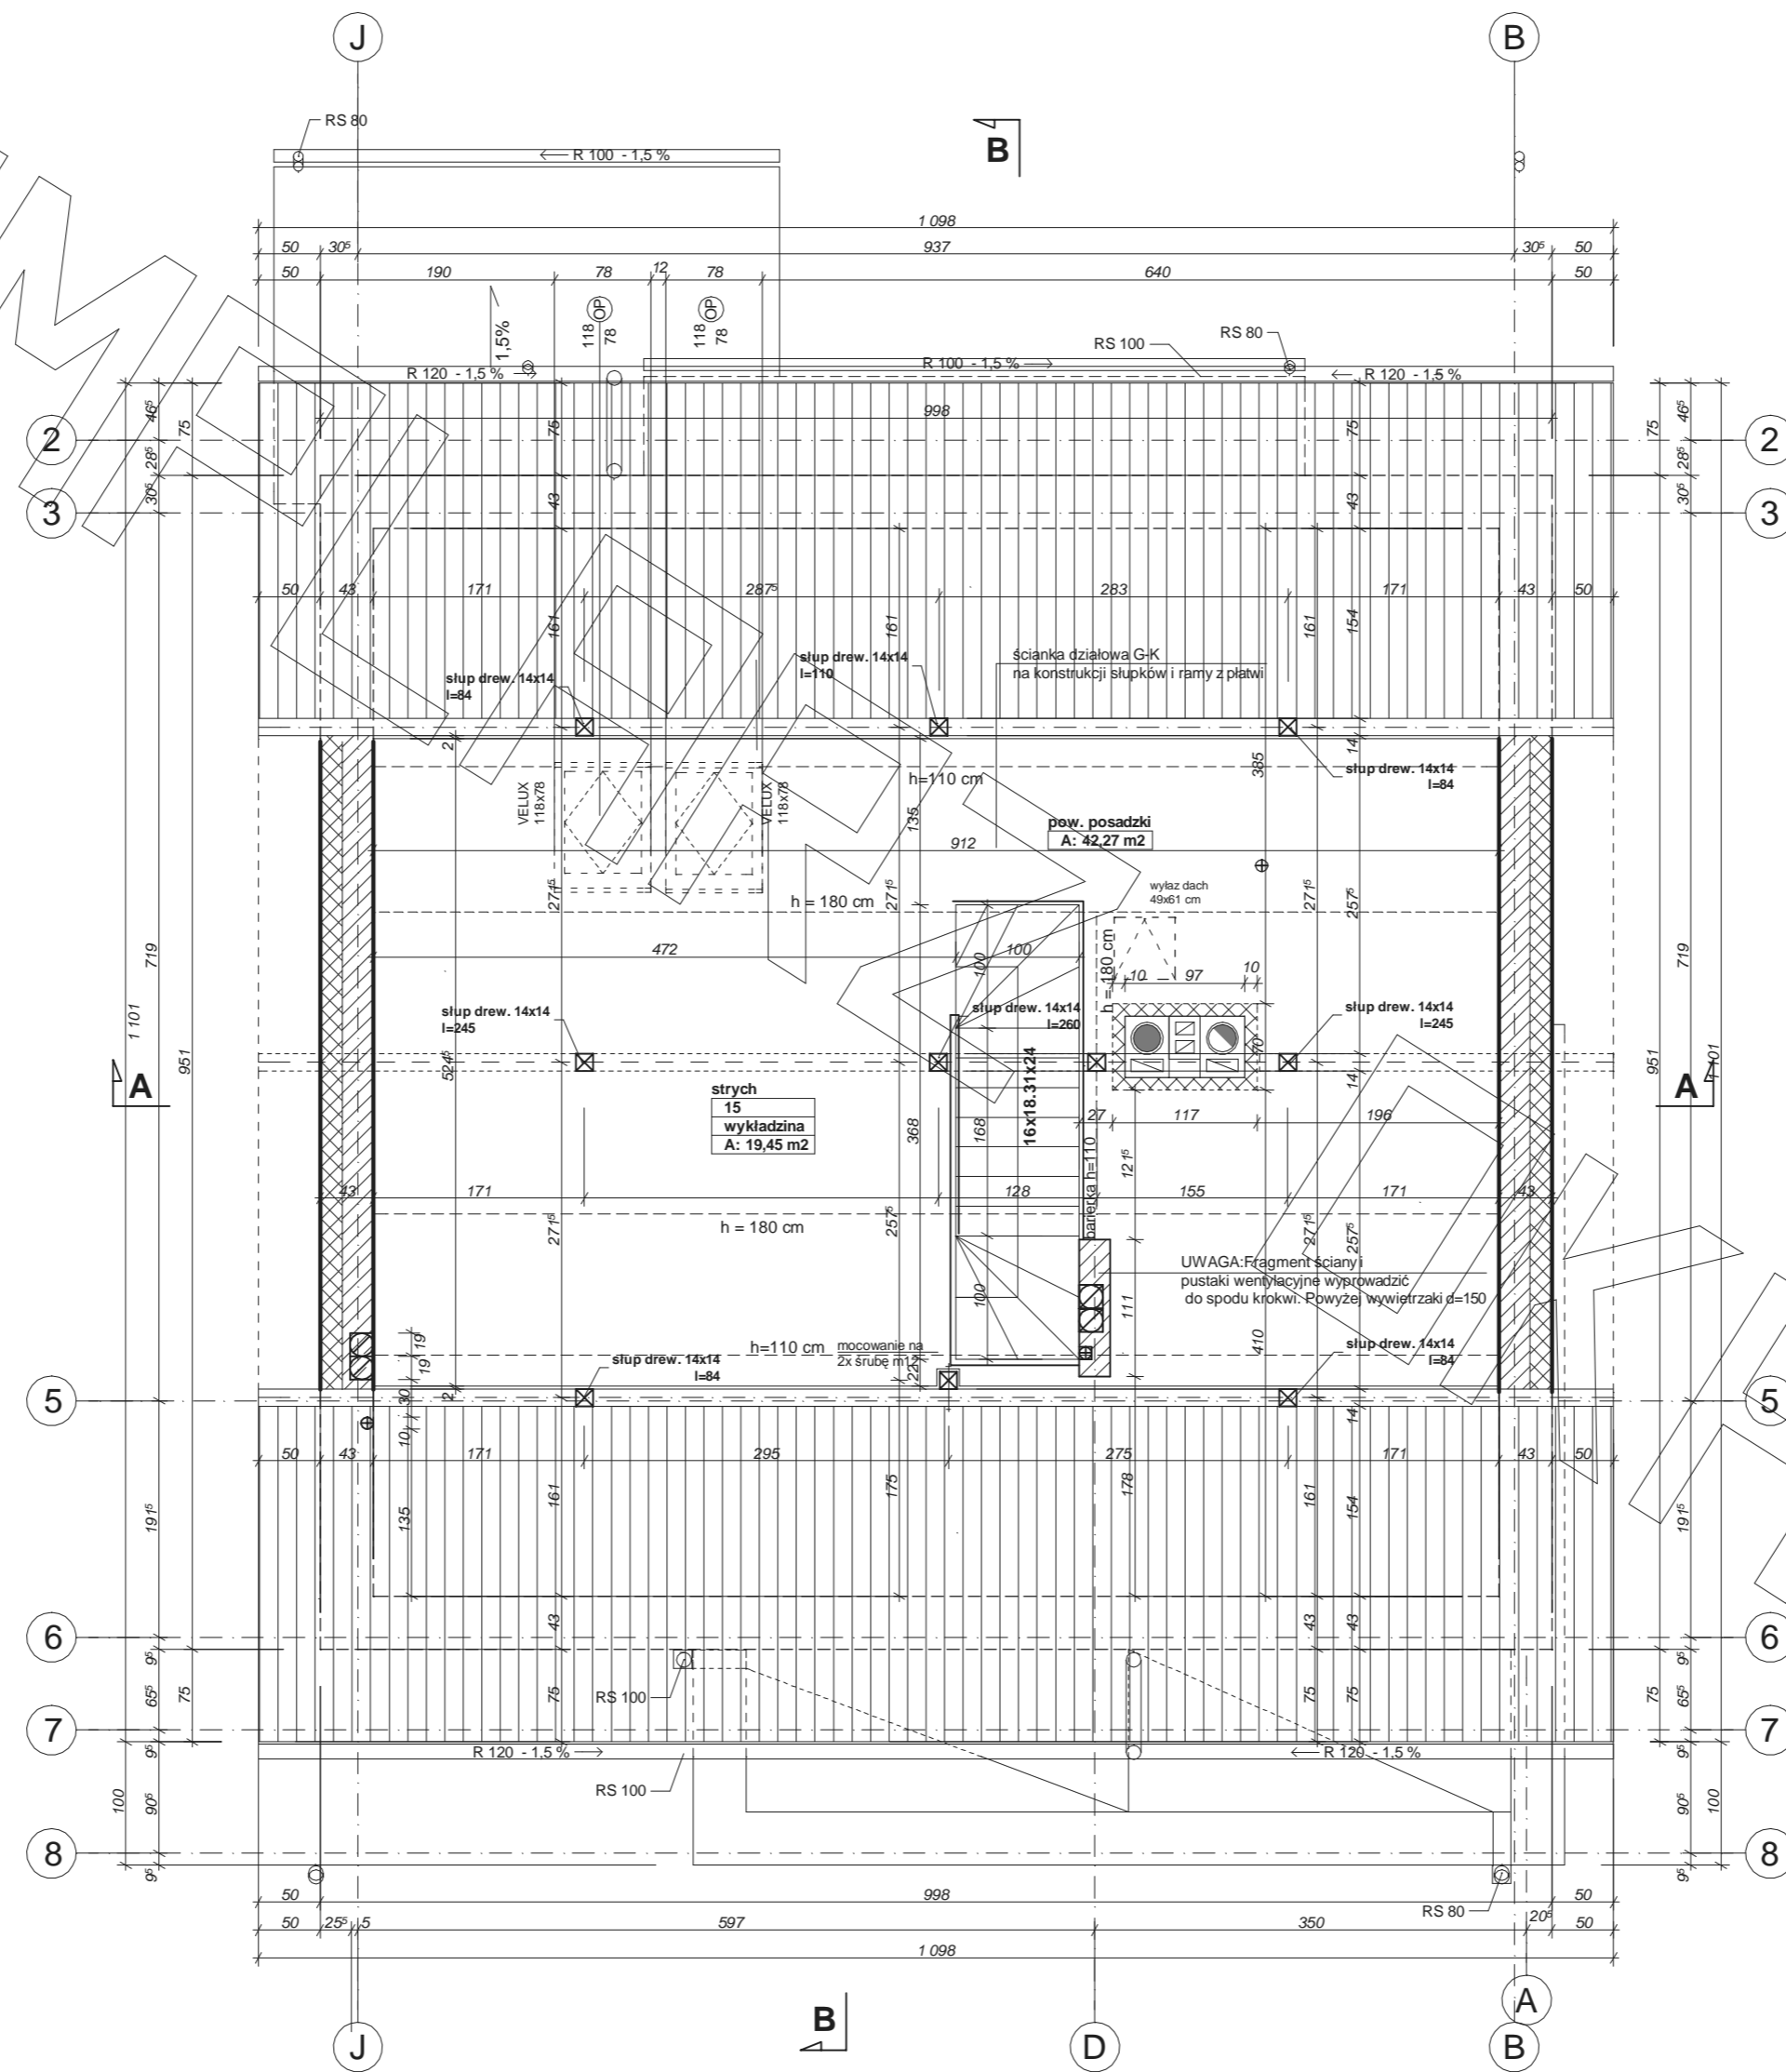 J
B
RS 80
R 100 - 1,5 %
B
1 098
50
30⁵
937
30⁵
50
50
190
78
12
78
640
50
1,5%
118
78
OP
118
78
OP
RS 100
RS 80
R 120 - 1,5 %
R 100 - 1,5 %
R 120 - 1,5 %
998
2
46⁵
75
28⁵
30⁵
3
75
43
75
43
75
46⁵
28⁵
30⁵
2
3
50
43
171
287⁵
283
171
43
50
161
161
161
154
słup drew. 14x14
l=84
słup drew. 14x14
l=110
ścianka działowa G-K
na konstrukcji słupków i ramy z płatwi
2
14
385
słup drew. 14x14
l=84
VELUX
118x78
VELUX
118x78
h=110 cm
135
pow. posadzki
A: 42,27 m2
912
271⁵
h = 180 cm
271⁵
wyłaz dach
49x61 cm
271⁵
257⁵
472
100
100
h = 180 cm
10
97
10
719
1 101
951
719
951
1 101
słup drew. 14x14
l=245
słup drew. 14x14
l=260
słup drew. 14x14
l=245
70
524⁵
14
A
A
strych
15
wykładzina
A: 19,45 m2
368
168
16x18.31x24
27
117
196
121⁵
barierka h=110
43
171
128
155
171
43
271⁵
h = 180 cm
257⁵
271⁵
257⁵
UWAGA:Fragment ściany i
pustaki wentylacyjne wyprowadzić
do spodu krokwi. Powyżej wywietrzaki d=150
100
111
410
19
19
h=110 cm
mocowanie na
2x śrubę m12
22
słup drew. 14x14
l=84
słup drew. 14x14
l=84
5
30
2
10
14
5
50
43
171
295
275
171
43
50
191⁵
135
161
175
178
161
154
191⁵
6
43
43
43
6
9⁵
65⁵
75
75
75
75
75
9⁵
65⁵
RS 100
7
7
R 120 - 1,5 %
R 120 - 1,5 %
9⁵
100
90⁵
RS 100
9⁵
90⁵
100
8
9⁵
9⁵
8
50
998
50
RS 80
50
25⁵
5
597
350
20⁵
50
1 098
B
J
D
A
B